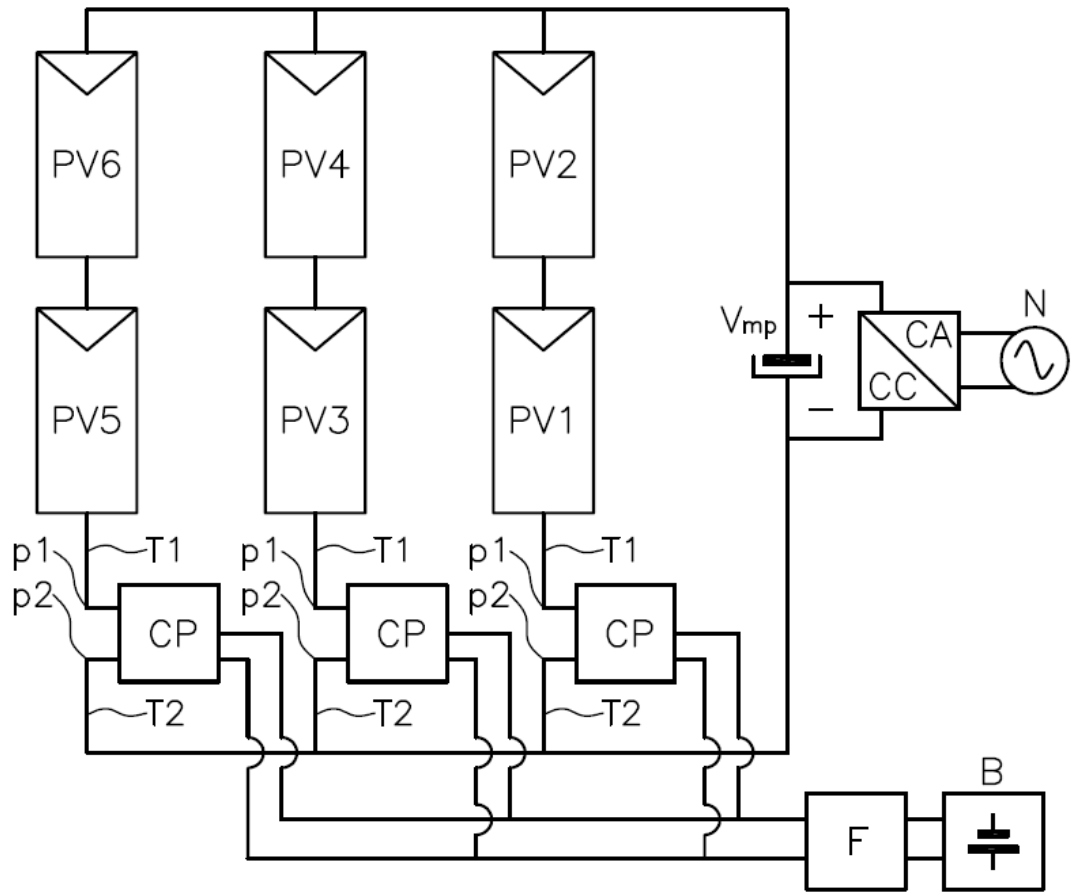 PV6 PV4 PV2
N
Vmp + CA
CC
−
PV5 PV3 PV1
p1 T1 p1 T1 p1 T1
p2 p2 p2
CP CP CP
T2 T2 T2
B
F